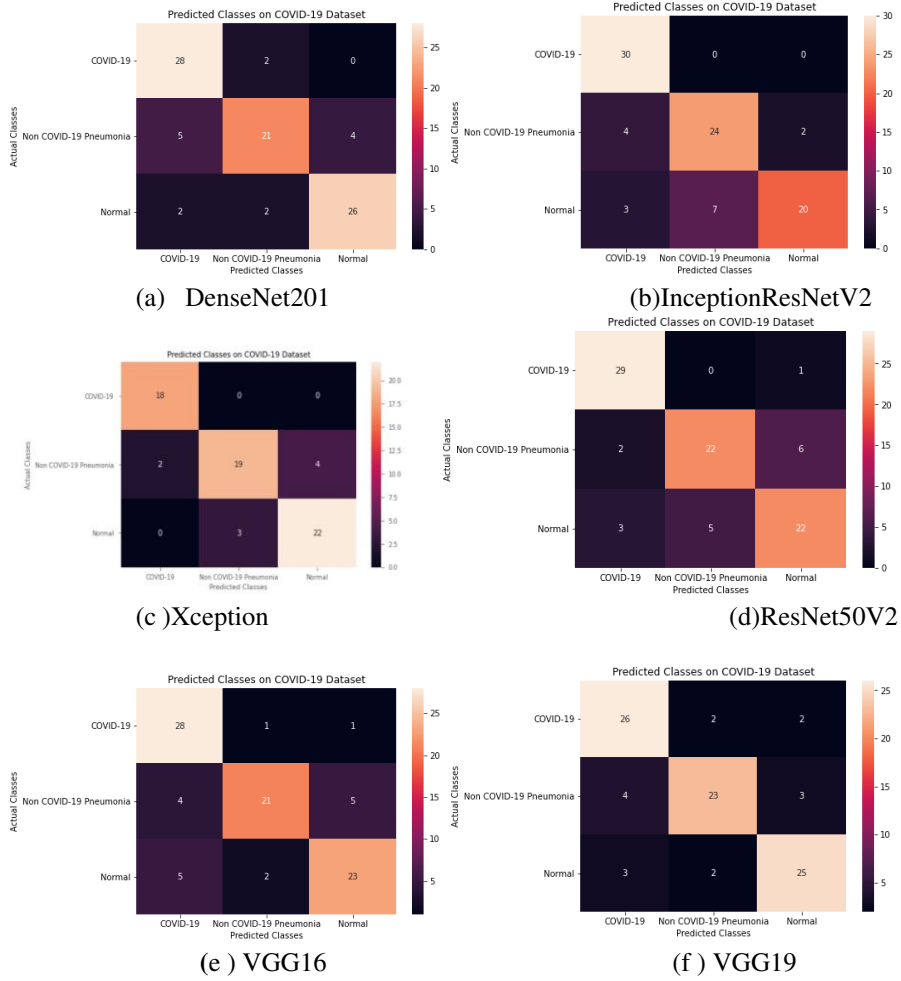 Predicted Classes on COVID-19 Dataset
COVID-19
28 2 0
Non COVID-19 Pneumonia
5 21 4
Normal
2 2 26
Actual Classes
COVID-19 Non COVID-19 Pneumonia Normal
Predicted Classes
25
20
15
10
5
0
(a) DenseNet201
Predicted Classes on COVID-19 Dataset
COVID-19
30 0 0
Non COVID-19 Pneumonia
4 24 2
Normal
3 7 20
Actual Classes
COVID-19 Non COVID-19 Pneumonia Normal
Predicted Classes
30
25
20
15
10
5
0
(b)InceptionResNetV2
Predicted Classes on COVID-19 Dataset
COVID-19
18 0 0
Non COVID-19 Pneumonia
2 19 4
Normal
0 3 22
Actual Classes
COVID-19 Non COVID-19 Pneumonia Normal
Predicted Classes
20.0
17.5
15.0
12.5
10.0
7.5
5.0
2.5
0.0
(c )Xception
Predicted Classes on COVID-19 Dataset
COVID-19
29 0 1
Non COVID-19 Pneumonia
2 22 6
Normal
3 5 22
Actual Classes
COVID-19 Non COVID-19 Pneumonia Normal
Predicted Classes
25
20
15
10
5
0
(d)ResNet50V2
Predicted Classes on COVID-19 Dataset
COVID-19
28 1 1
Non COVID-19 Pneumonia
4 21 5
Normal
5 2 23
Actual Classes
COVID-19 Non COVID-19 Pneumonia Normal
Predicted Classes
25
20
15
10
5
(e ) VGG16
Predicted Classes on COVID-19 Dataset
COVID-19
26 2 2
Non COVID-19 Pneumonia
4 23 3
Normal
3 2 25
Actual Classes
COVID-19 Non COVID-19 Pneumonia Normal
Predicted Classes
25
20
15
10
5
(f ) VGG19